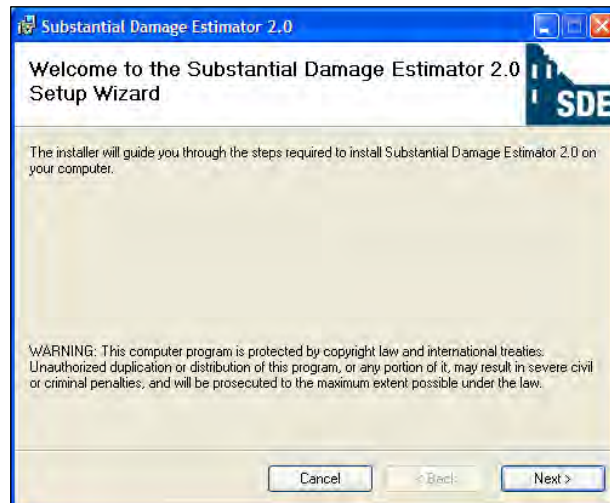 Substantial Damage Estimator 2.0
Welcome to the Substantial Damage Estimator 2.0
Setup Wizard
SDE
The installer will guide you through the steps required to install Substantial Damage Estimator 2.0 on
your computer.
WARNING: This computer program is protected by copyright law and international treaties.
Unauthorized duplication or distribution of this program, or any portion of it, may result in severe civil
or criminal penalties, and will be prosecuted to the maximum extent possible under the law.
Cancel
< Back
Next >